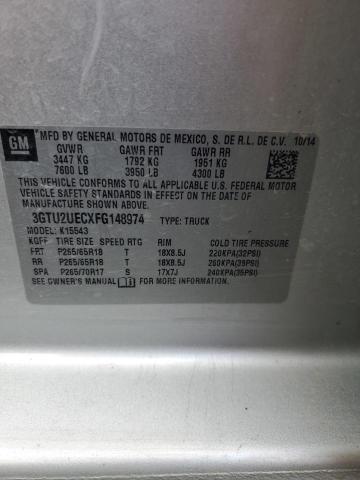 GM
MFD BY GENERAL MOTORS DE MEXICO, S. DE R.L. DE C.V. 10/14
GVWR GAWR FRT GAWR RR
3447 KG 1792 KG 1951 KG
7600 LB 3950 LB 4300 LB
THIS VEHICLE CONFORMS TO ALL APPLICABLE U.S. FEDERAL MOTOR
VEHICLE SAFETY STANDARDS IN EFFECT ON THE DATE OF
MANUFACTURE SHOWN ABOVE.
3GTU2UECXFG148974 TYPE: TRUCK
MODEL: K15543
KGFF TIRE SIZE SPEED RTG RIM COLD TIRE PRESSURE
FRT P265/65R18 T 18X8.5J 220KPA(32PSI)
RR P265/65R18 T 18X8.5J 260KPA(39PSI)
SPA P265/70R17 S 17X7J 240KPA(35PSI)
SEE OWNER'S MANUAL FOR ADDITIONAL INFORMATION.